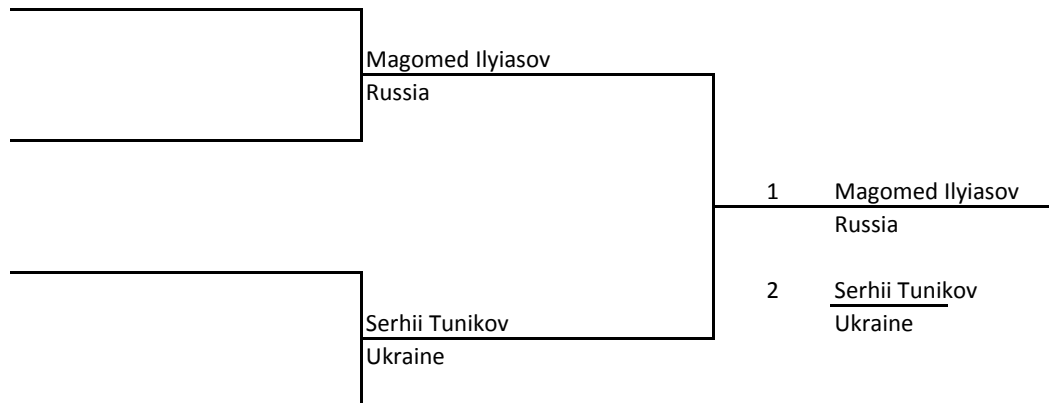 Magomed Ilyiasov
Russia
1 Magomed Ilyiasov
Russia
2 Serhii Tunikov
Ukraine
Serhii Tunikov
Ukraine